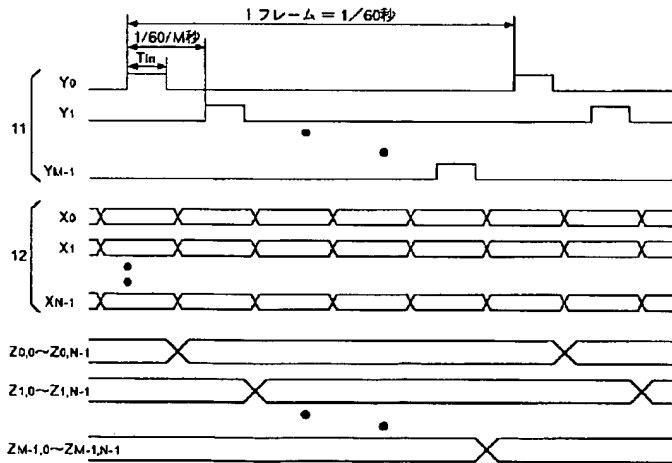 1フレーム = 1/60秒
1/60/M秒
Tin
11
Y0
Y1
YM-1
12
X0
X1
XN-1
Z0,0〜Z0,N-1
Z1,0〜Z1,N-1
ZM-1,0〜ZM-1,N-1